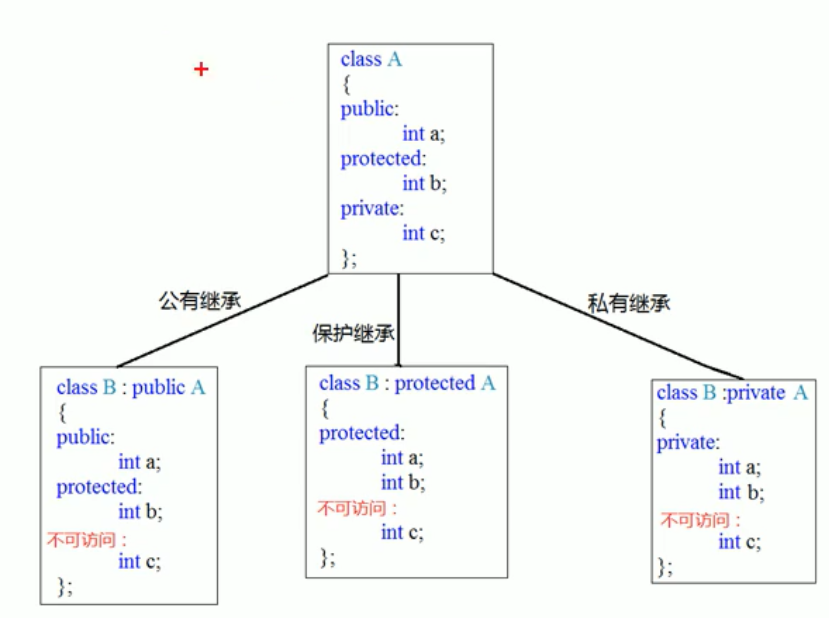 class A
{
public:
int a;
protected:
int b;
private:
int c;
};
公有继承
保护继承
私有继承
class B : public A
{
public:
int a;
protected:
int b;
不可访问：
int c;
};
class B : protected A
{
protected:
int a;
int b;
不可访问：
int c;
};
class B :private A
{
private:
int a;
int b;
不可访问：
int c;
};